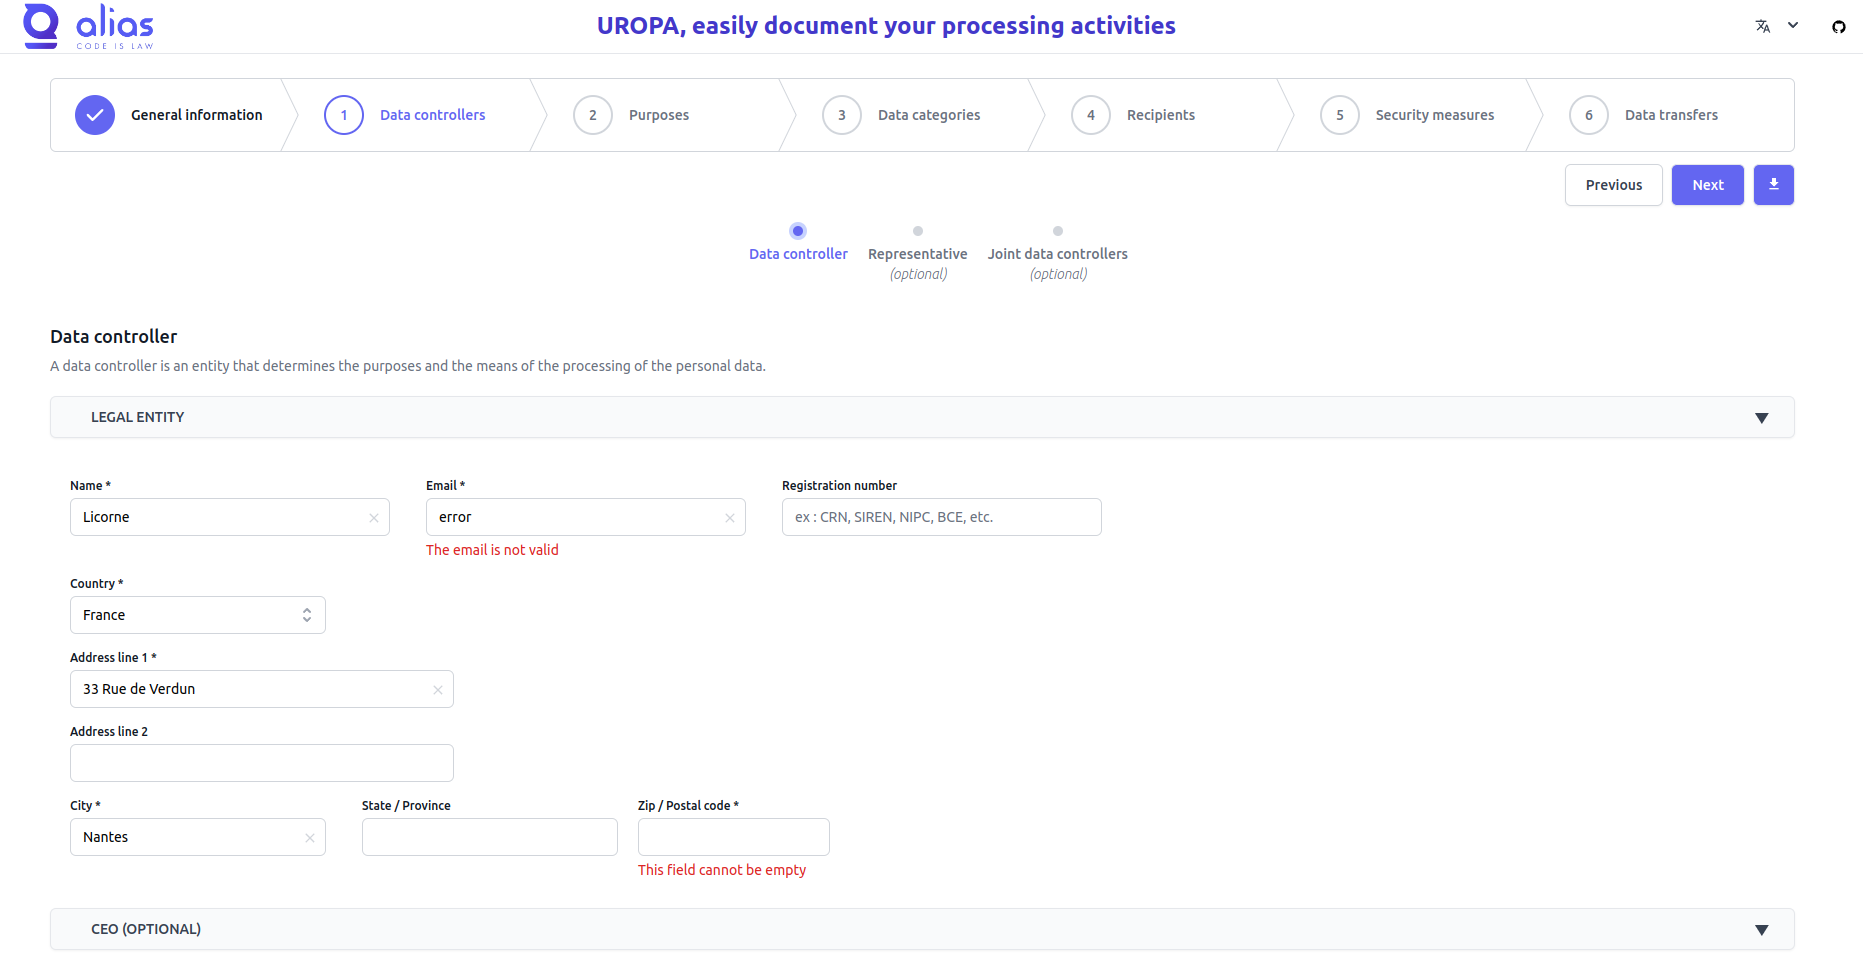 alias
CODE IS LAW
UROPA, easily document your processing activities
General information
1 Data controllers
2 Purposes
3 Data categories
4 Recipients
5 Security measures
6 Data transfers
Previous Next
Data controller
Representative
(optional)
Joint data controllers
(optional)
Data controller
A data controller is an entity that determines the purposes and the means of the processing of the personal data.
LEGAL ENTITY
Name *
Licorne
Email *
error
The email is not valid
Registration number
ex : CRN, SIREN, NIPC, BCE, etc.
Country *
France
Address line 1 *
33 Rue de Verdun
Address line 2
City *
Nantes
State / Province
Zip / Postal code *
This field cannot be empty
CEO (OPTIONAL)